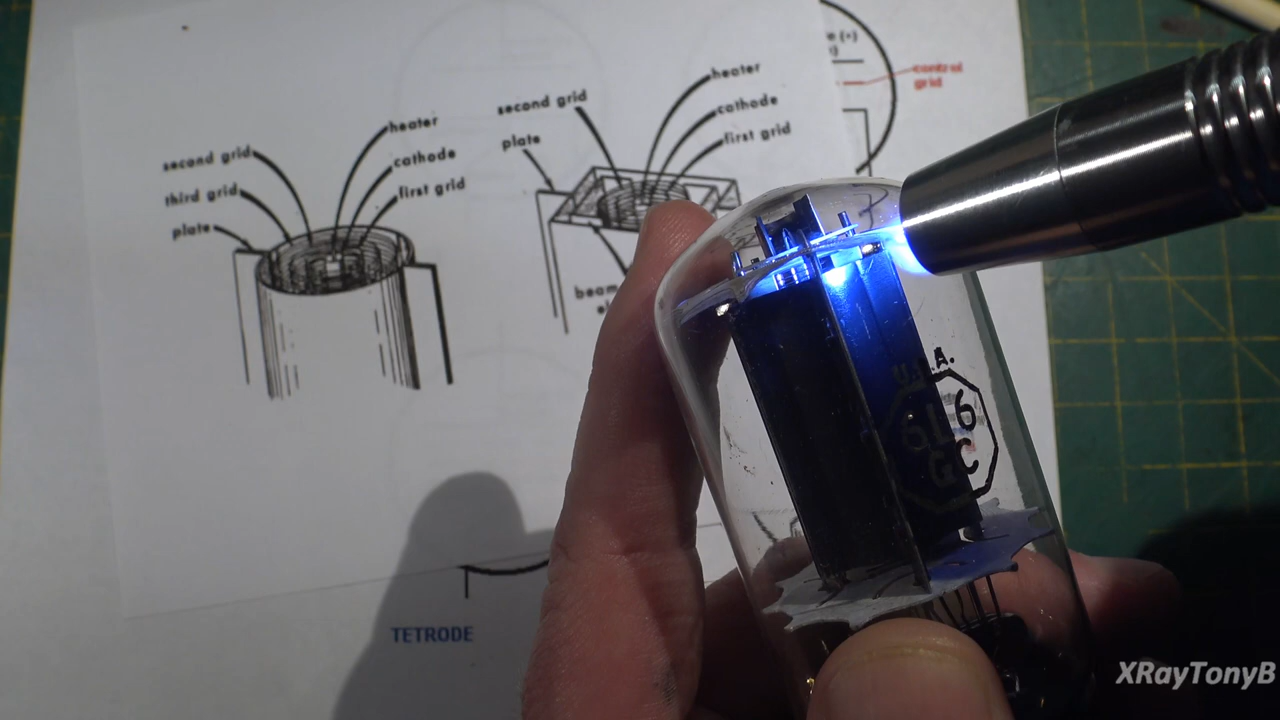 second grid
third grid
plate
heater
cathode
first grid
second grid
plate
heater
cathode
first grid
beam
(+)
control
grid
U.S.A.
6L6
GC
TETRODE
XRayTonyB